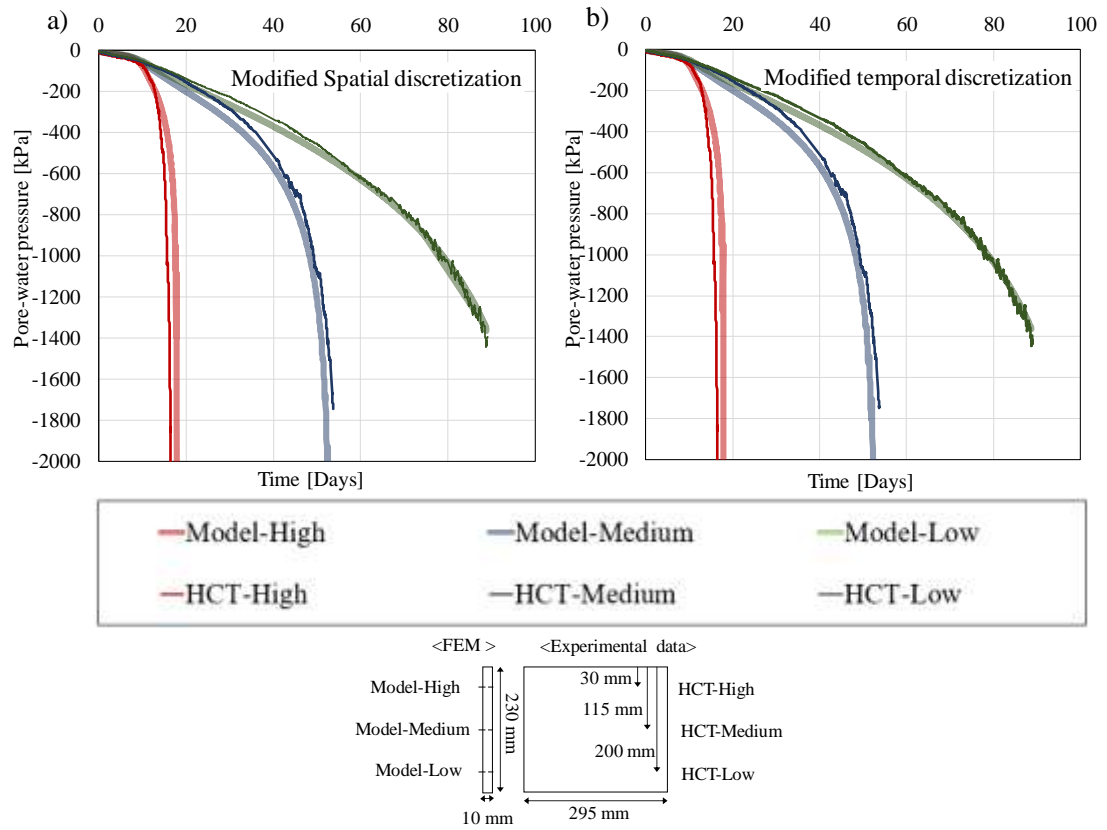 a)
0 20 40 60 80 100
0
-200
-400
-600
-800
-1000
-1200
-1400
-1600
-1800
-2000
Pore-water pressure [kPa]
Modified Spatial discretization
Time [Days]
b)
0 20 40 60 80 100
0
-200
-400
-600
-800
-1000
-1200
-1400
-1600
-1800
-2000
Pore-water pressure [kPa]
Modified temporal discretization
Time [Days]
Model-High Model-Medium Model-Low
HCT-High HCT-Medium HCT-Low
<FEM > <Experimental data>
Model-High
Model-Medium
Model-Low
230 mm
10 mm
30 mm
115 mm
200 mm
HCT-High
HCT-Medium
HCT-Low
295 mm